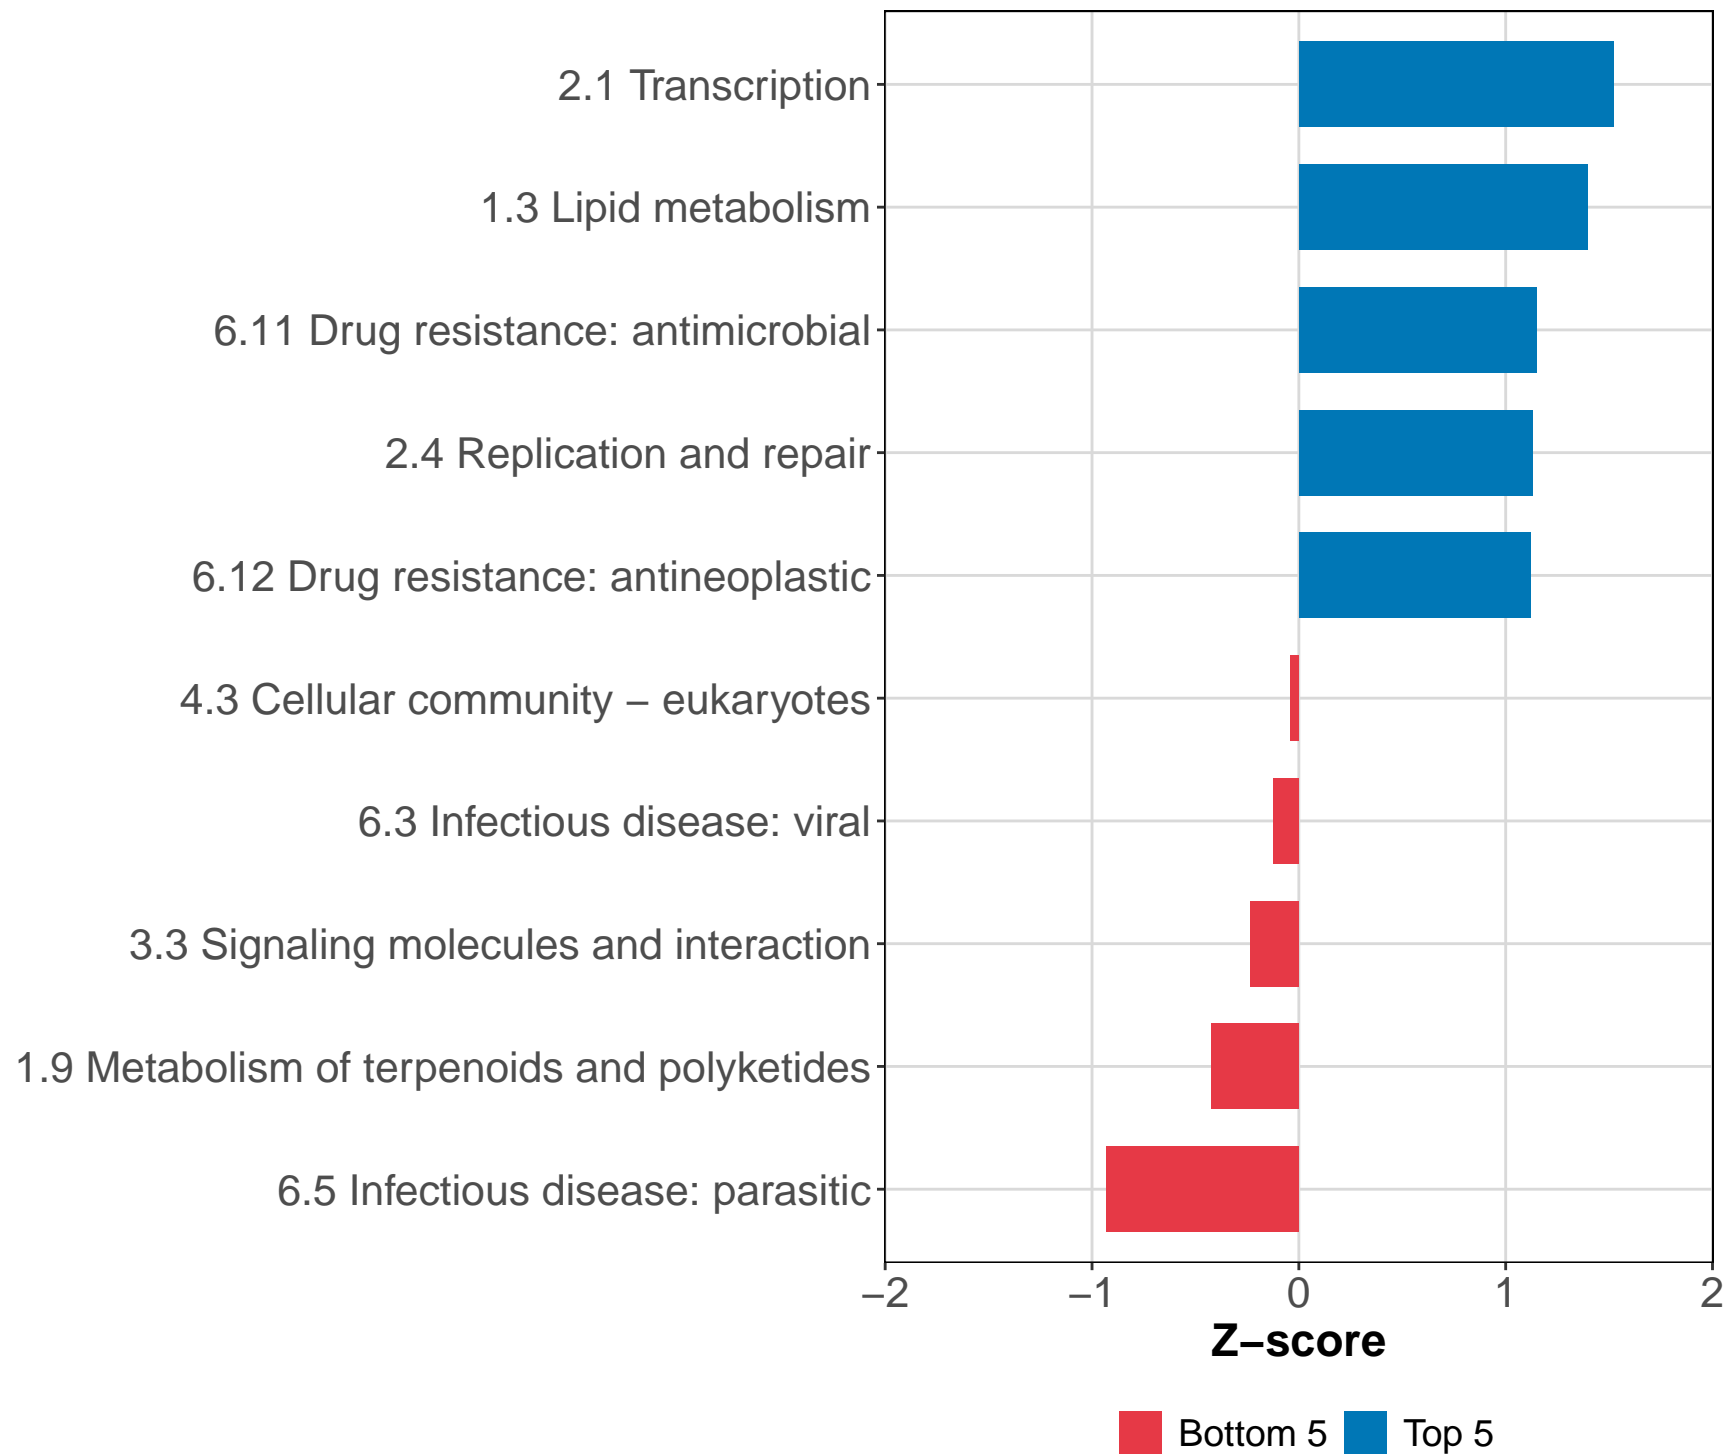 2.1 Transcription
1.3 Lipid metabolism
6.11 Drug resistance: antimicrobial
2.4 Replication and repair
6.12 Drug resistance: antineoplastic
4.3 Cellular community − eukaryotes
6.3 Infectious disease: viral
3.3 Signaling molecules and interaction
1.9 Metabolism of terpenoids and polyketides
6.5 Infectious disease: parasitic
−2 −1 0 1 2
Z−score
Bottom 5 Top 5